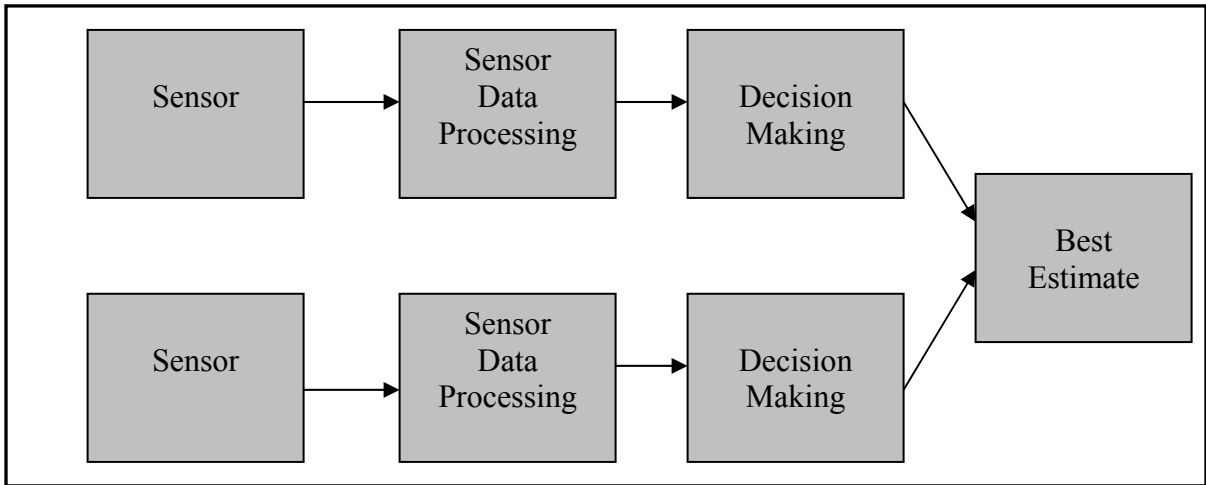 Sensor
Sensor
Data
Processing
Decision
Making
Best
Estimate
Sensor
Sensor
Data
Processing
Decision
Making